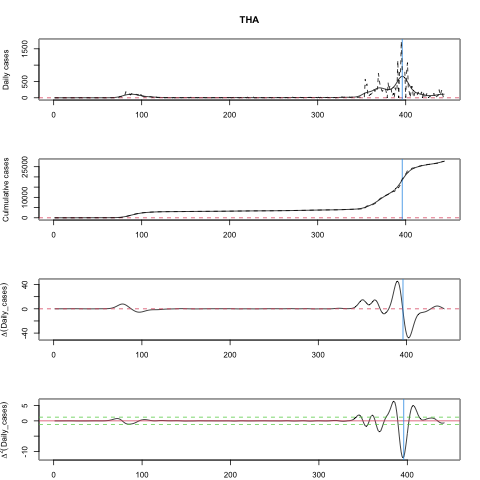 THA
Daily cases
0 500 1500
0 100 200 300 400
Culmulative cases
0 10000 25000
0 100 200 300 400
Δ(Daily_cases)
-40 0 20 40
0 100 200 300 400
Δ²(Daily_cases)
-10 0 5
0 100 200 300 400